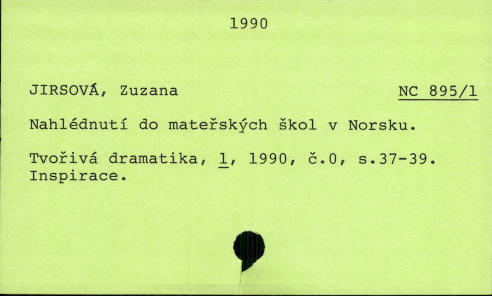 1990
JIRSOVÁ, Zuzana NC 895/1
Nahlédnutí do mateřských škol v Norsku.
Tvořivá dramatika, 1, 1990, č.0, s.37-39.
Inspirace.